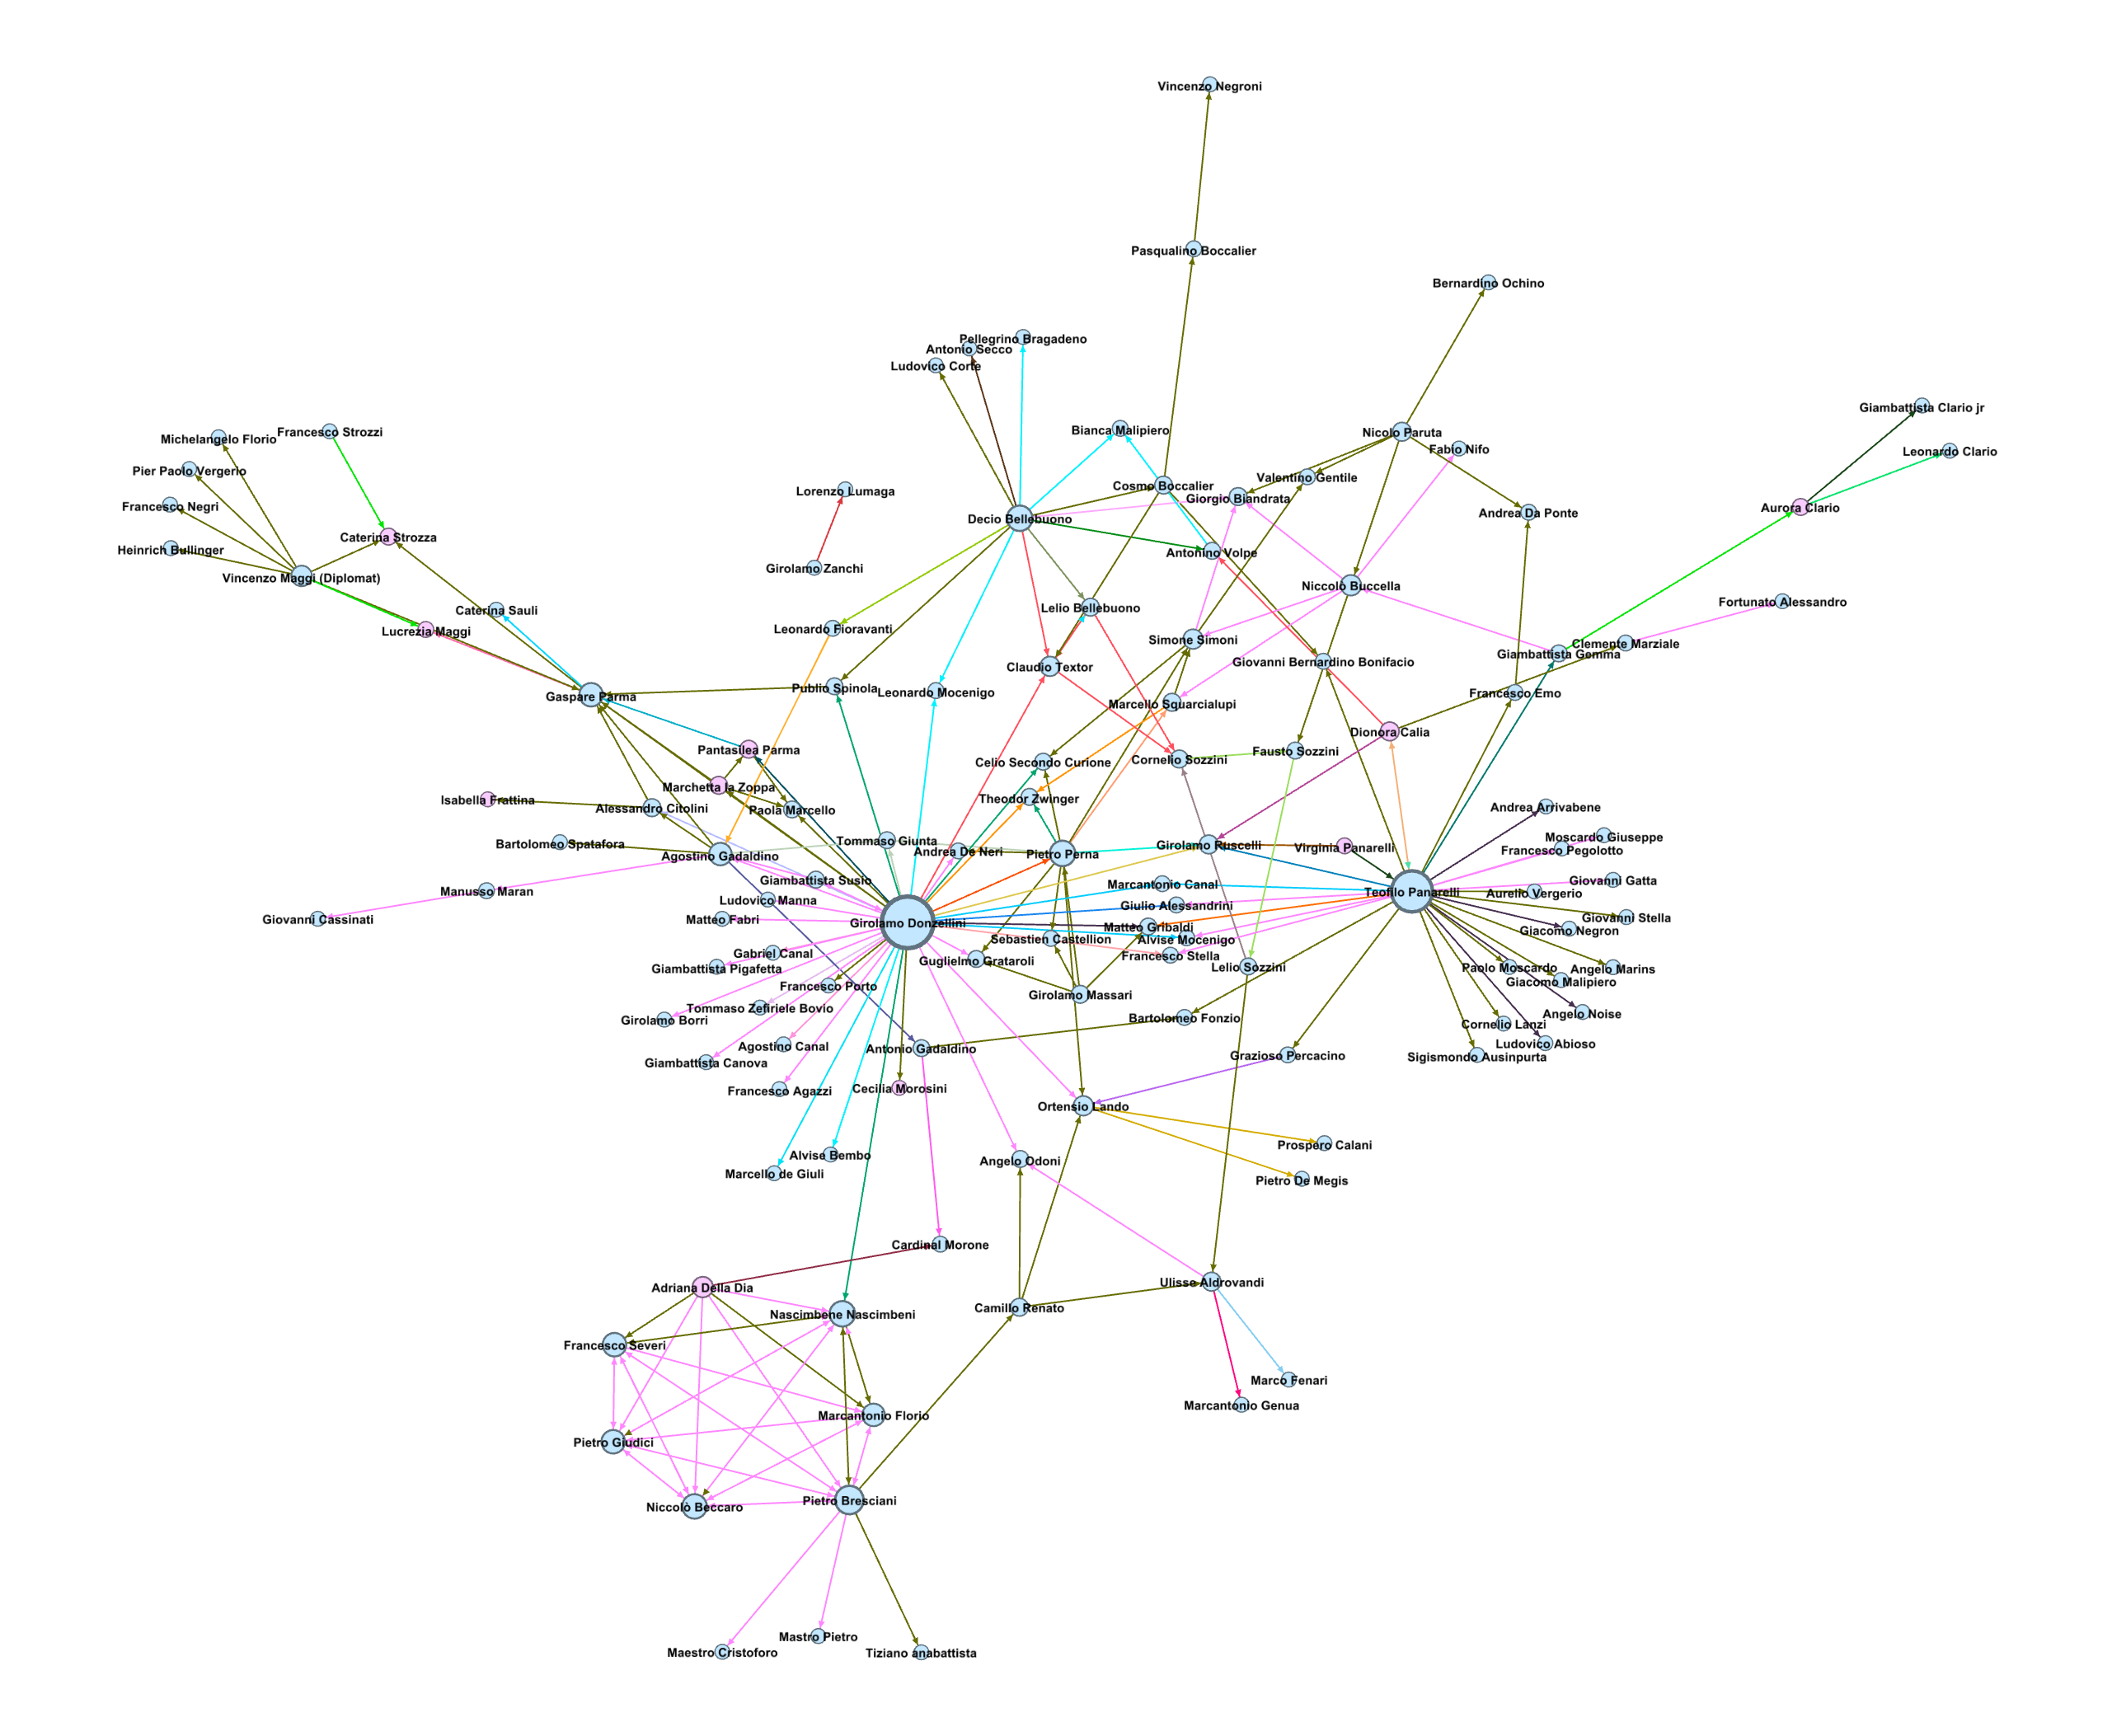 Vincenzo Negroni
Pasqualino Boccalier
Bernardino Ochino
Pellegrino Bragadeno
Antonio Secco
Ludovico Corte
Giambattista Clario jr
Bianca Malipiero
Nicolo Paruta
Francesco Strozzi
Michelangelo Florio
Fabio Nifo
Leonardo Clario
Pier Paolo Vergerio
Valentino Gentile
Cosmo Boccalier
Lorenzo Lumaga
Giorgio Biandrata
Francesco Negri
Aurora Clario
Andrea Da Ponte
Decio Bellebuono
Caterina Strozza
Heinrich Bullinger
Antonino Volpe
Girolamo Zanchi
Vincenzo Maggi (Diplomat)
Niccolò Buccella
Fortunato Alessandro
Caterina Sauli
Lelio Bellebuono
Leonardo Fioravanti
Lucrezia Maggi
Simone Simoni
Clemente Marziale
Giambattista Gemma
Giovanni Bernardino Bonifacio
Claudio Textor
Publio Spinola
Leonardo Mocenigo
Francesco Emo
Gaspare Parma
Marcello Squarcialupi
Dionora Calia
Pantasilea Parma
Fausto Sozzini
Cornelio Sozzini
Celio Secondo Curione
Marchetta la Zoppa
Isabella Frattina
Theodor Zwinger
Alessandro Citolini
Paola Marcello
Andrea Arrivabene
Moscardo Giuseppe
Tommaso Giunta
Bartolomeo Spatafora
Girolamo Ruscelli
Virginia Panarelli
Francesco Pegolotto
Andrea De Neri
Pietro Perna
Agostino Gadaldino
Giambattista Susio
Giovanni Gatta
Marcantonio Canal
Manusso Maran
Teofilo Panarelli
Aurelio Vergerio
Ludovico Manna
Giulio Alessandrini
Giovanni Cassinati
Matteo Fabri
Giovanni Stella
Girolamo Donzellini
Matteo Gribaldi
Giacomo Negron
Sebastien Castellion
Alvise Mocenigo
Gabriel Canal
Francesco Stella
Guglielmo Grataroli
Giambattista Pigafetta
Lelio Sozzini
Paolo Moscardo
Angelo Marins
Giacomo Malipiero
Francesco Porto
Girolamo Massari
Tommaso Zefiriele Bovio
Angelo Noise
Girolamo Borri
Bartolomeo Fonzio
Cornelio Lanzi
Agostino Canal
Ludovico Abioso
Antonio Gadaldino
Grazioso Percacino
Sigismondo Ausinpurta
Giambattista Canova
Cecilia Morosini
Francesco Agazzi
Ortensio Lando
Prospero Calani
Alvise Bembo
Angelo Odoni
Marcello de Giuli
Pietro De Megis
Cardinal Morone
Ulisse Aldrovandi
Adriana Della Dia
Camillo Renato
Nascimbene Nascimbeni
Francesco Severi
Marco Fenari
Marcantonio Genua
Marcantonio Florio
Pietro Giudici
Pietro Bresciani
Niccolò Beccaro
Mastro Pietro
Maestro Cristoforo
Tiziano anabattista